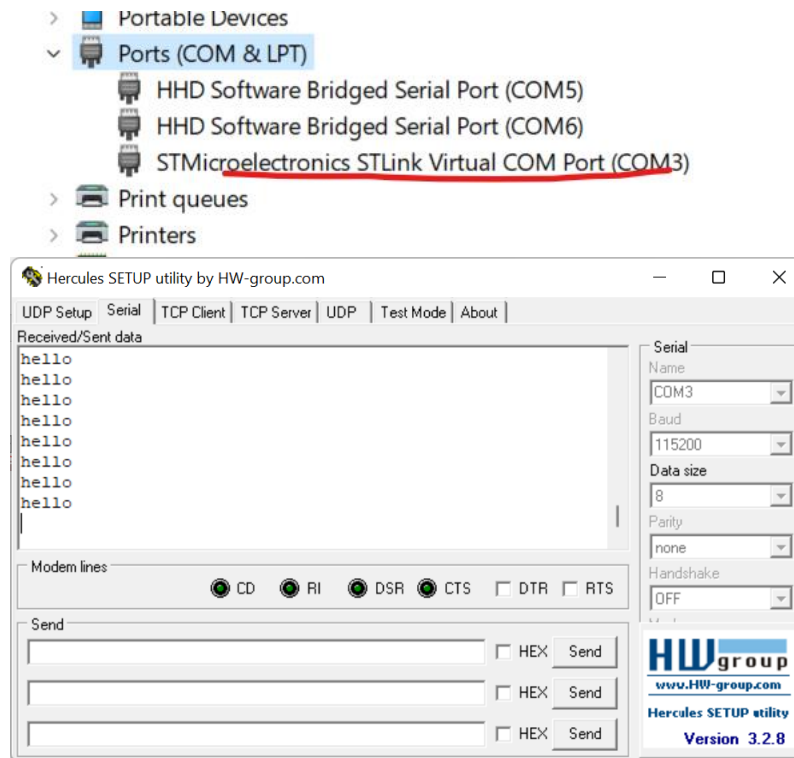 Portable Devices
Ports (COM & LPT)
HHD Software Bridged Serial Port (COM5)
HHD Software Bridged Serial Port (COM6)
STMicroelectronics STLink Virtual COM Port (COM3)
Print queues
Printers
Hercules SETUP utility by HW-group.com
UDP Setup Serial TCP Client TCP Server UDP Test Mode About
Received/Sent data
hello
hello
hello
hello
hello
hello
hello
hello
Serial
Name
COM3
Baud
115200
Data size
8
Parity
none
Handshake
OFF
Modem lines
CD RI DSR CTS DTR RTS
Send
HEX Send
HEX Send
HEX Send
HW group
www.HW-group.com
Hercules SETUP utility
Version 3.2.8